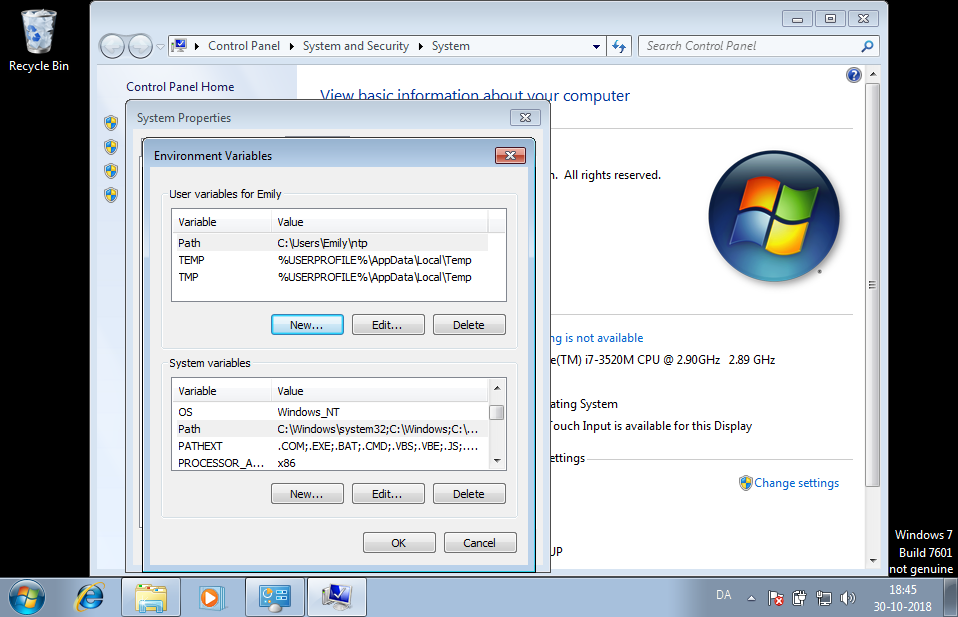 Recycle Bin
Control Panel
System and Security
System
Search Control Panel
Control Panel Home
View basic information about your computer
System Properties
Environment Variables
All rights reserved.
User variables for Emily
Variable Value
Path C:\Users\Emily\ntp
TEMP %USERPROFILE%\AppData\Local\Temp
TMP %USERPROFILE%\AppData\Local\Temp
New... Edit... Delete
ng is not available
e(TM) i7-3520M CPU @ 2.90GHz 2.89 GHz
System variables
Variable Value
OS Windows_NT
Path C:\Windows\system32;C:\Windows;C:\...
PATHEXT .COM;.EXE;.BAT;.CMD;.VBS;.VBE;.JS;....
PROCESSOR_A... x86
ating System
Touch Input is available for this Display
ettings
Change settings
New... Edit... Delete
OK Cancel
UP
Windows 7
Build 7601
not genuine
DA
18:45
30-10-2018